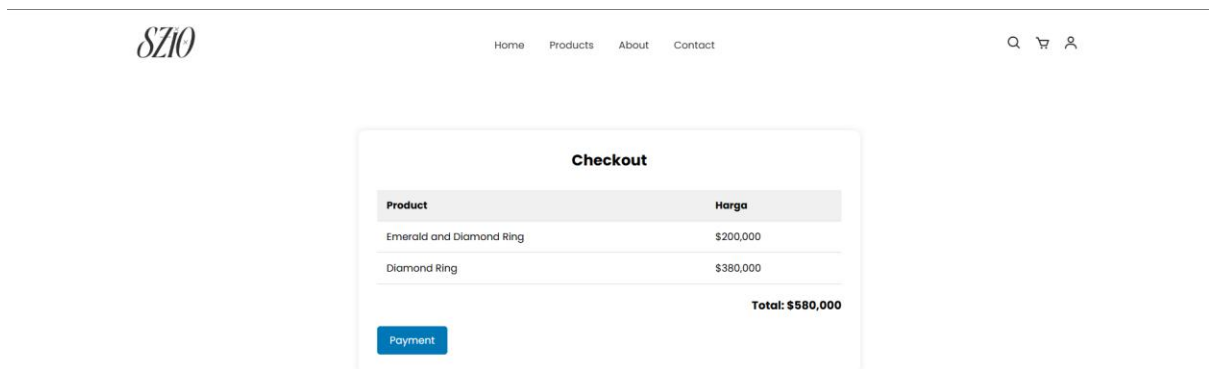 SZIO
Home Products About Contact
Checkout
Product Harga
Emerald and Diamond Ring $200,000
Diamond Ring $380,000
Total: $580,000
Payment